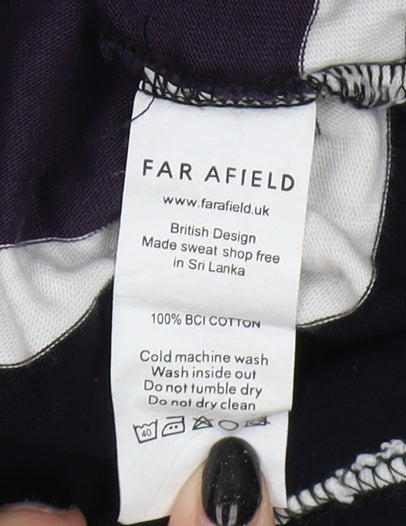 FAR AFIELD
www.farafield.uk
British Design
Made sweat shop free
in Sri Lanka
100% BCI COTTON
Cold machine wash
Wash inside out
Do not tumble dry
Do not dry clean
40